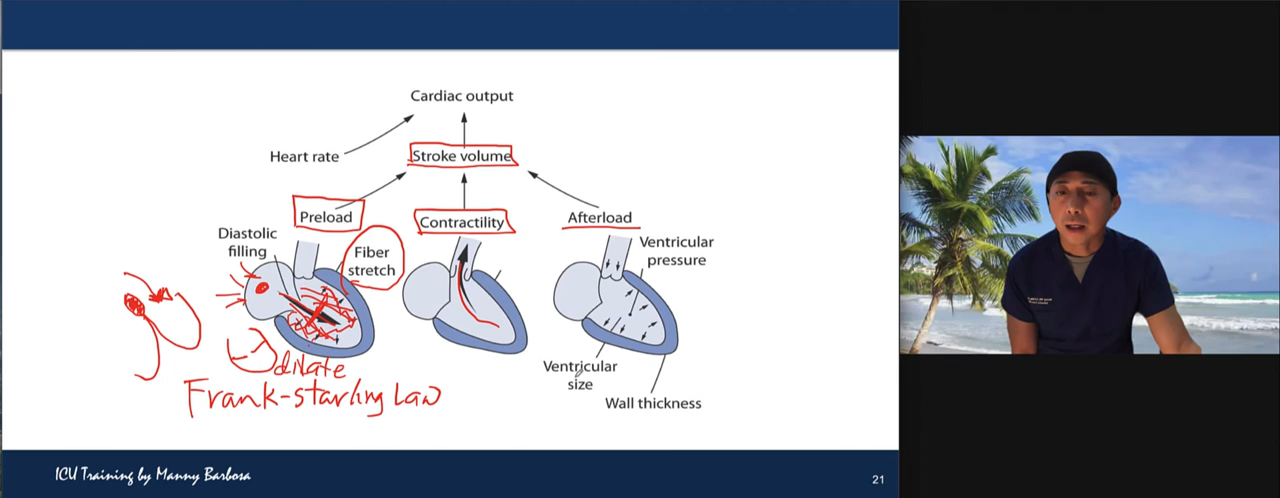 Cardiac output
Heart rate
Stroke volume
Preload
Contractility
Afterload
Diastolic
filling
Fiber
stretch
Ventricular
pressure
dilate
Frank-starling Law
Ventricular
size
Wall thickness
ICU Training by Manny Barbosa
21